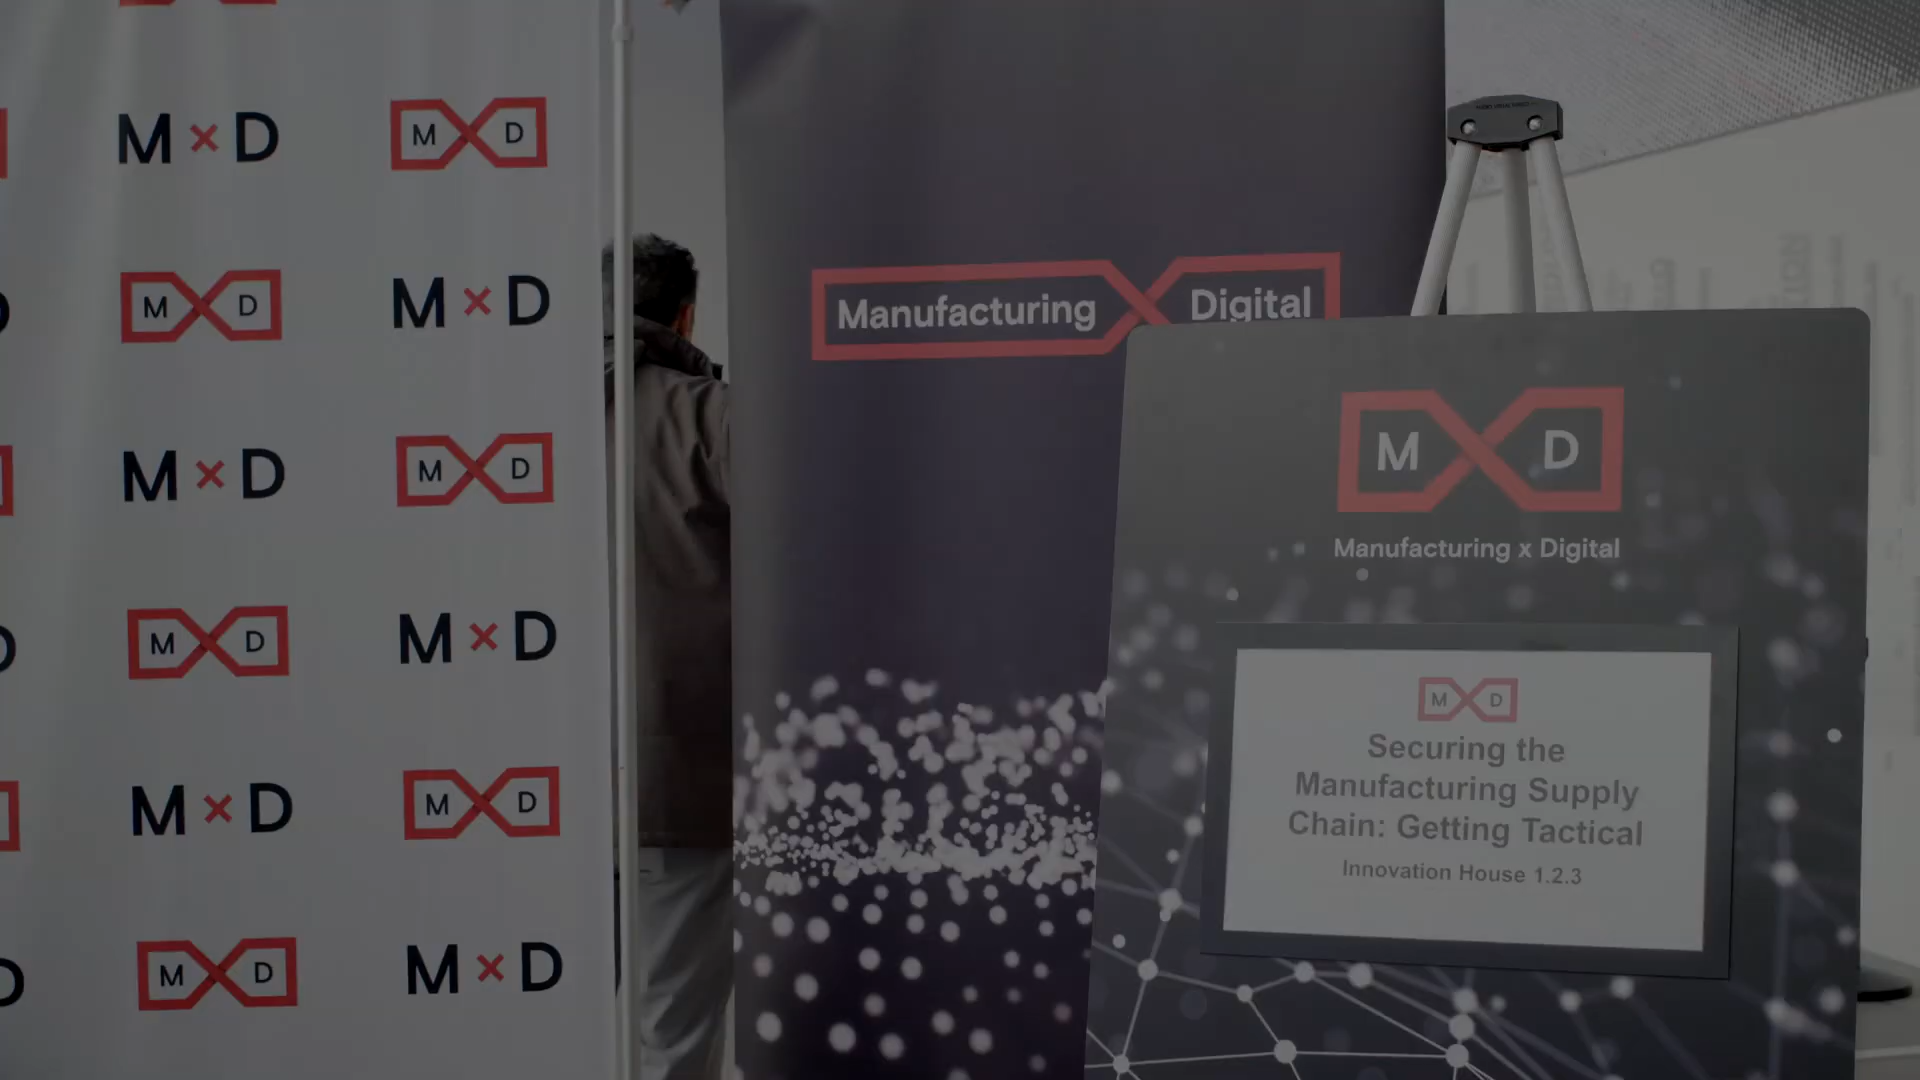 M × D
M D
M D
M × D
M × D
M D
M D
M × D
M × D
M D
M D
M × D
Manufacturing Digital
M D
Manufacturing x Digital
M D
Securing the
Manufacturing Supply
Chain: Getting Tactical
Innovation House 1.2.3